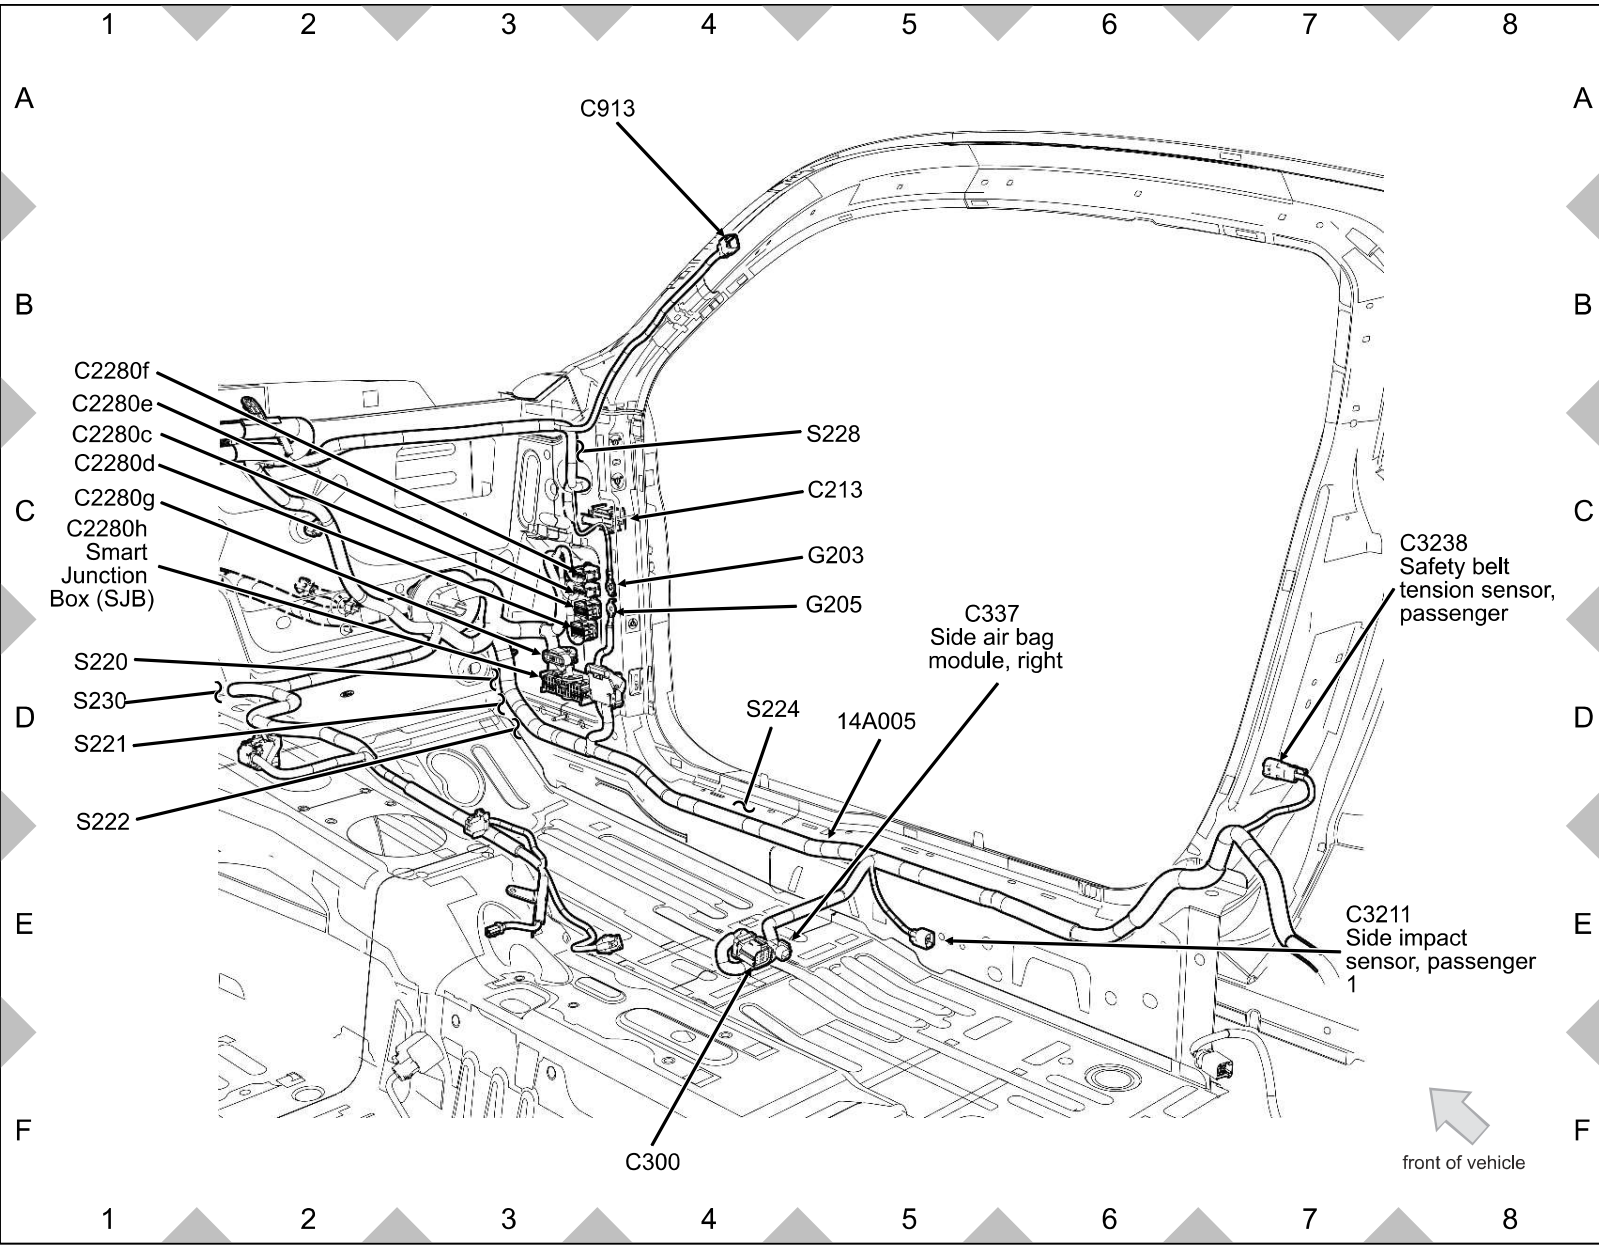 1 2 3 4 5 6 7 8
A A
C913
B B
C2280f
C2280e
C2280c
C2280d
C2280g
C2280h
Smart
Junction
Box (SJB)
S228
C213
G203
G205
C C
C3238
Safety belt
tension sensor,
passenger
C337
Side air bag
module, right
S220
S230
S221
S222
D D
S224
14A005
E E
C3211
Side impact
sensor, passenger
1
F F
C300
front of vehicle
1 2 3 4 5 6 7 8